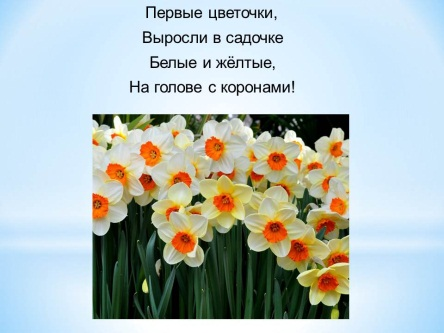 Первые цветочки,
Выросли в садочке
Белые и жёлтые,
На голове с коронами!